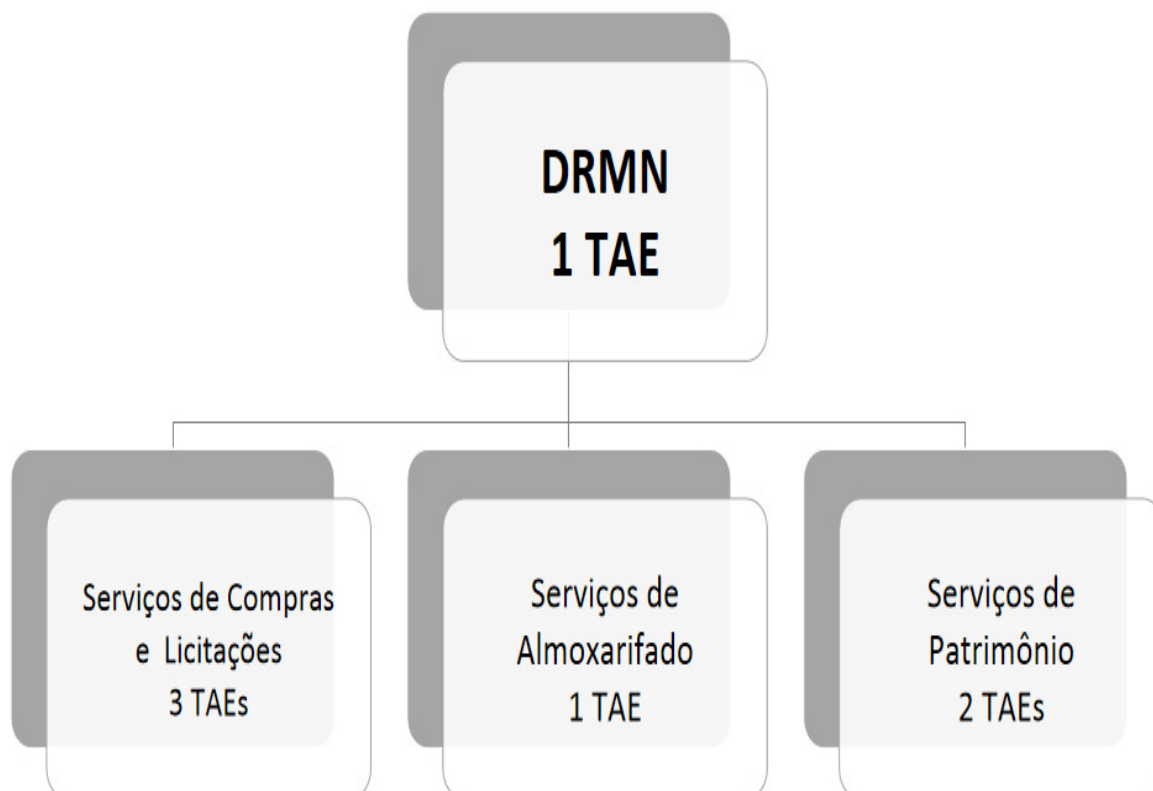 DRMN
1 TAE
Serviços de Compras
e Licitações
3 TAEs
Serviços de
Almoxarifado
1 TAE
Serviços de
Patrimônio
2 TAEs